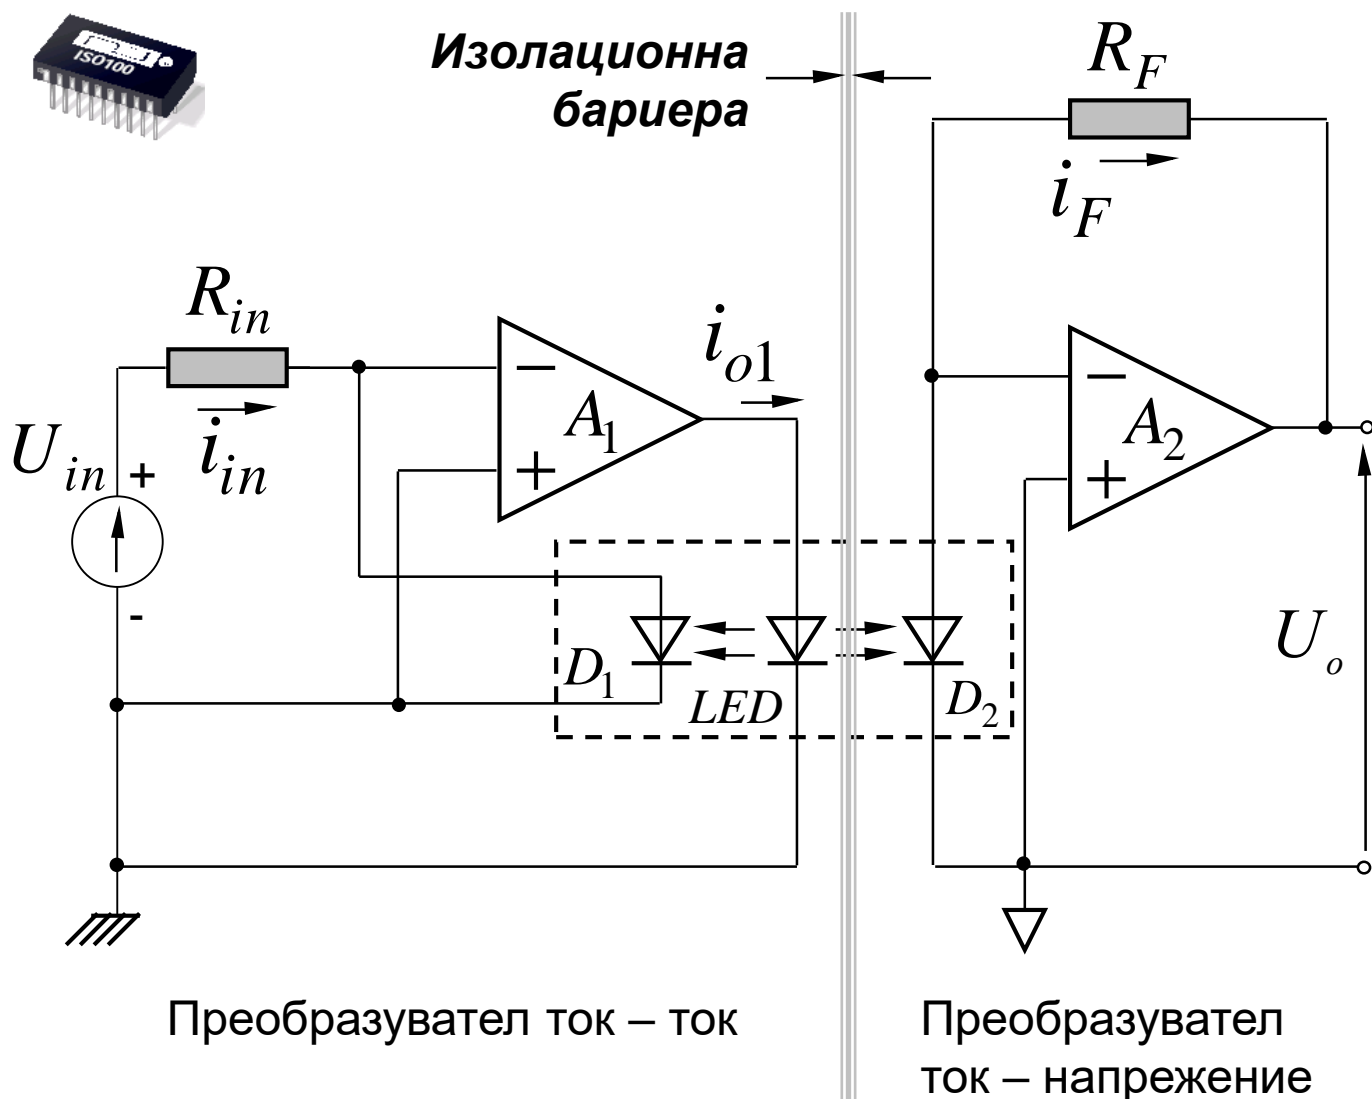 ISO100
Изолационна
бариера
R_F
i_F
R_in
i_in
U_in
+
-
A_1
−
+
i_o1
A_2
−
+
D_1
LED
D_2
U_o
Преобразувател ток – ток
Преобразувател
ток – напрежение